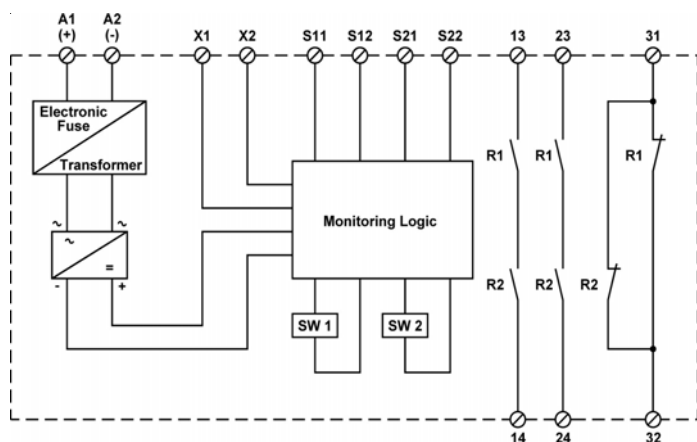 A1 A2 X1 X2 S11 S12 S21 S22 13 23 31
(+) (-)
Electronic
Fuse
Transformer
R1 R1 R1
Monitoring Logic
~ ~
~
=
- +
R2 R2 R2
SW 1 SW 2
14 24 32